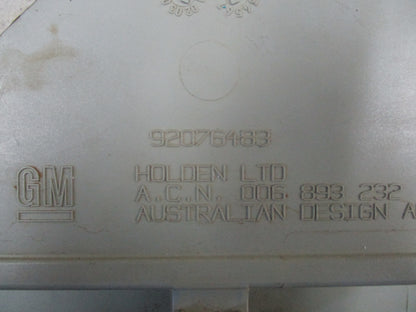 92076483
GM
HOLDEN LTD
A.C.N. 006 893 232
AUSTRALIAN DESIGN A